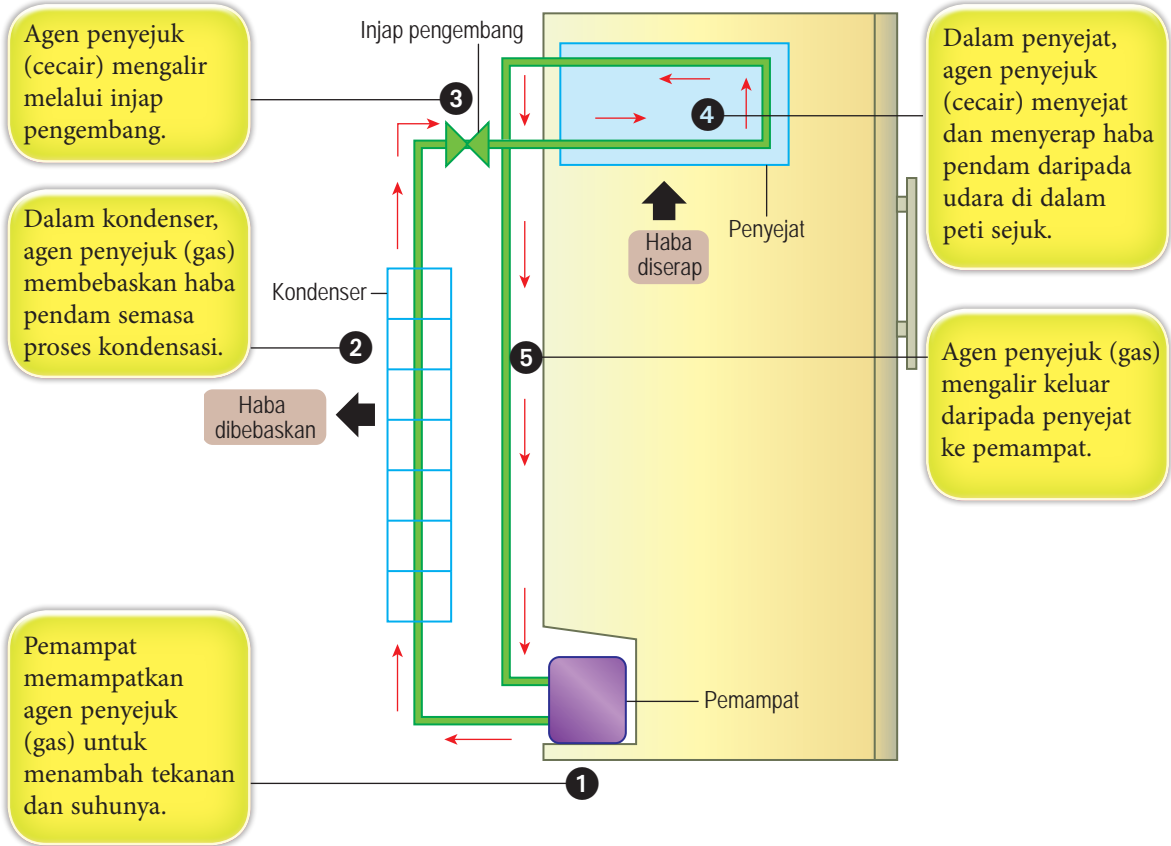 Agen penyejuk
(cecair) mengalir
melalui injap
pengembang.
Injap pengembang
3
4
Dalam penyejat,
agen penyejuk
(cecair) menyejat
dan menyerap haba
pendam daripada
udara di dalam
peti sejuk.
Dalam kondenser,
agen penyejuk (gas)
membebaskan haba
pendam semasa
proses kondensasi.
Kondenser
2
Haba
dibebaskan
Haba
diserap
Penyejat
5
Agen penyejuk (gas)
mengalir keluar
daripada penyejat
ke pemampat.
Pemampat
memampatkan
agen penyejuk
(gas) untuk
menambah tekanan
dan suhunya.
Pemampat
1